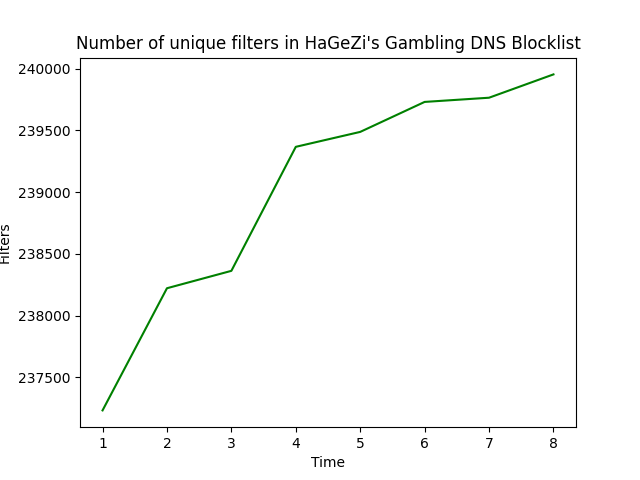 Number of unique filters in HaGeZi's Gambling DNS Blocklist
240000
239500
239000
238500
238000
237500
Filters
1 2 3 4 5 6 7 8
Time